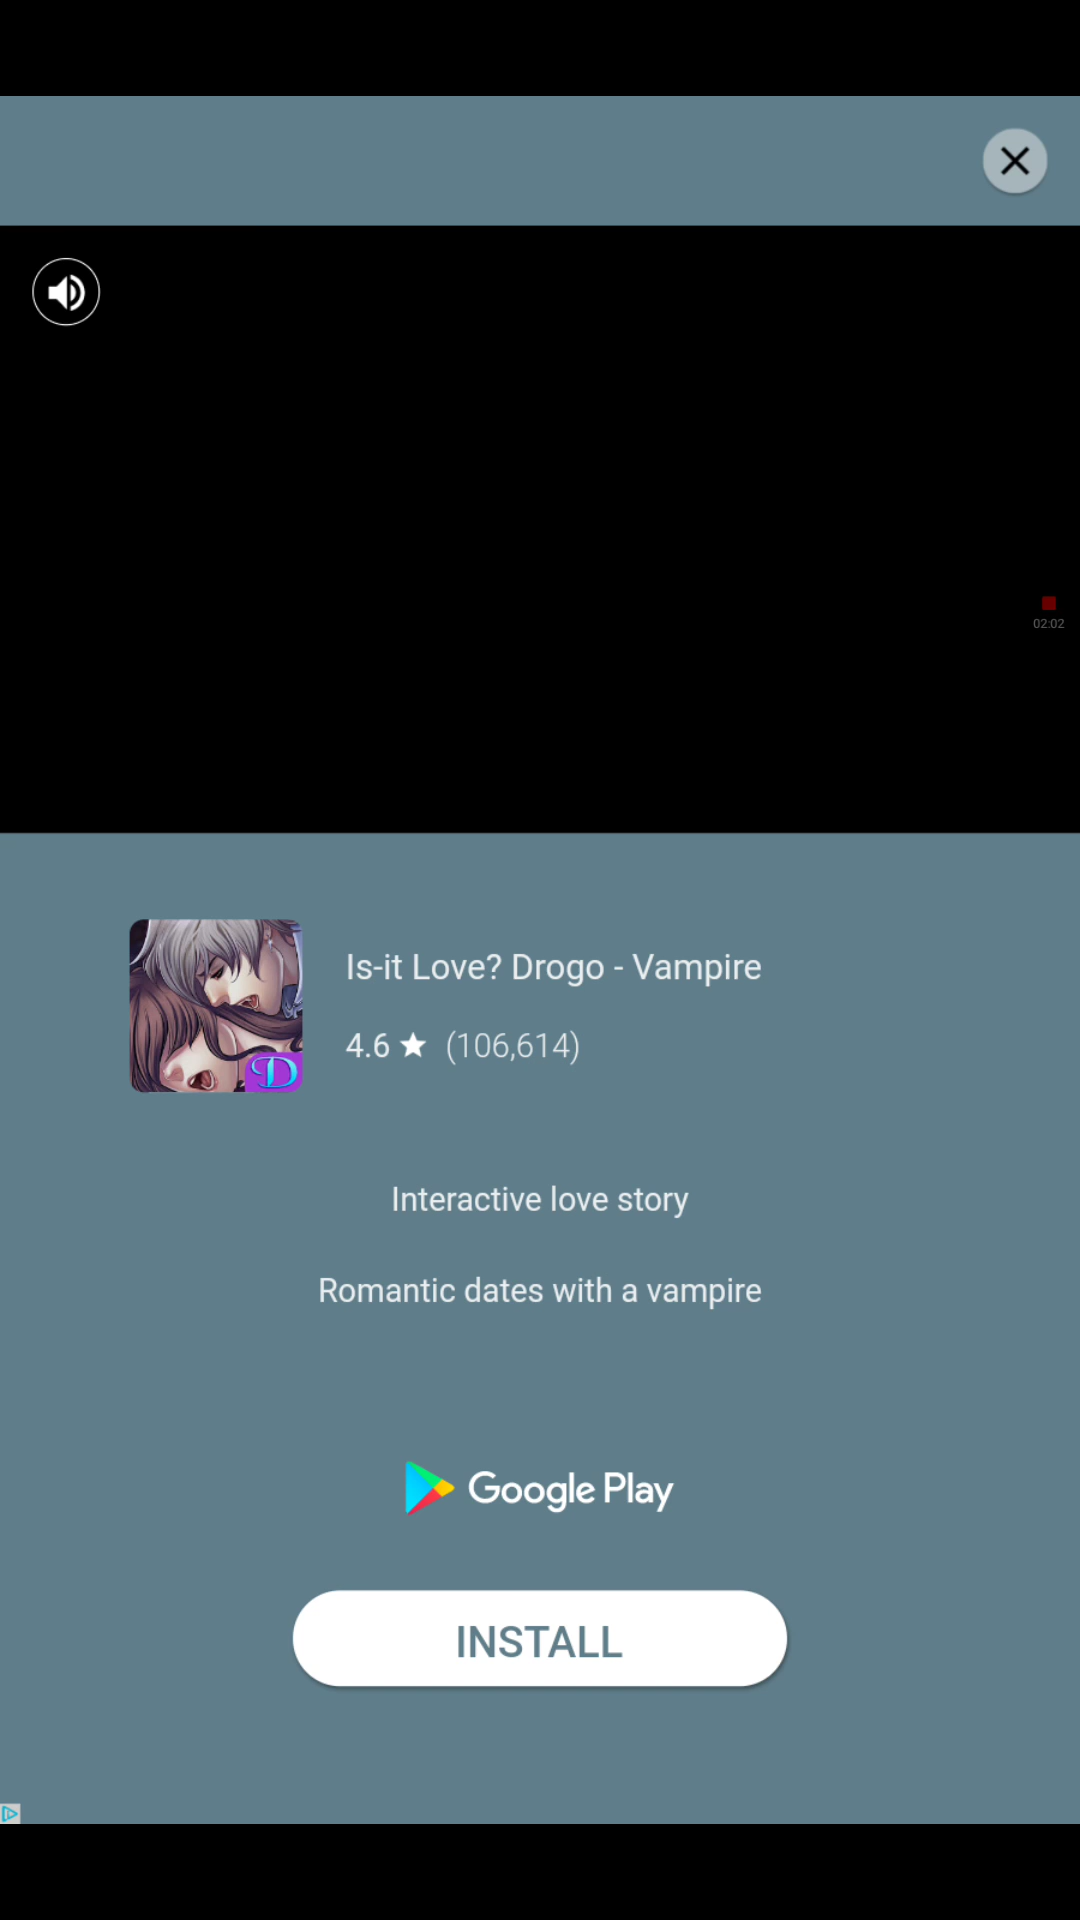 02:02
Is-it Love? Drogo - Vampire
4.6 ★ (106,614)
D
Interactive love story
Romantic dates with a vampire
Google Play
INSTALL